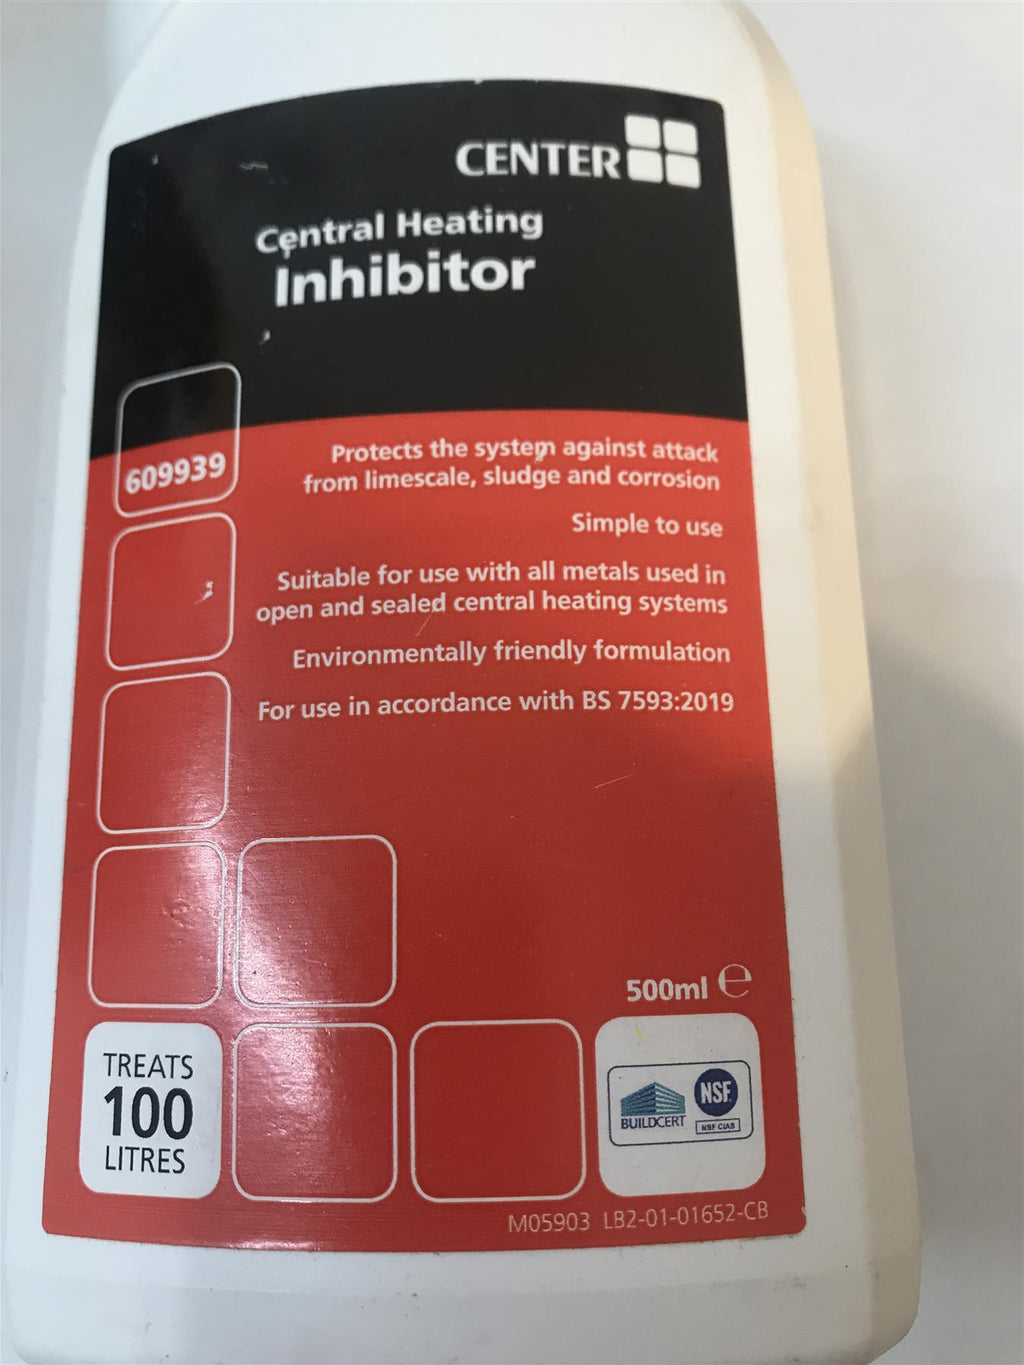 CENTER
Central Heating
Inhibitor
609939
Protects the system against attack
from limescale, sludge and corrosion
Simple to use
Suitable for use with all metals used in
open and sealed central heating systems
Environmentally friendly formulation
For use in accordance with BS 7593:2019
500ml ℮
TREATS
100
LITRES
BUILDCERT
NSF
NSF CIAS
M05903 LB2-01-01652-CB